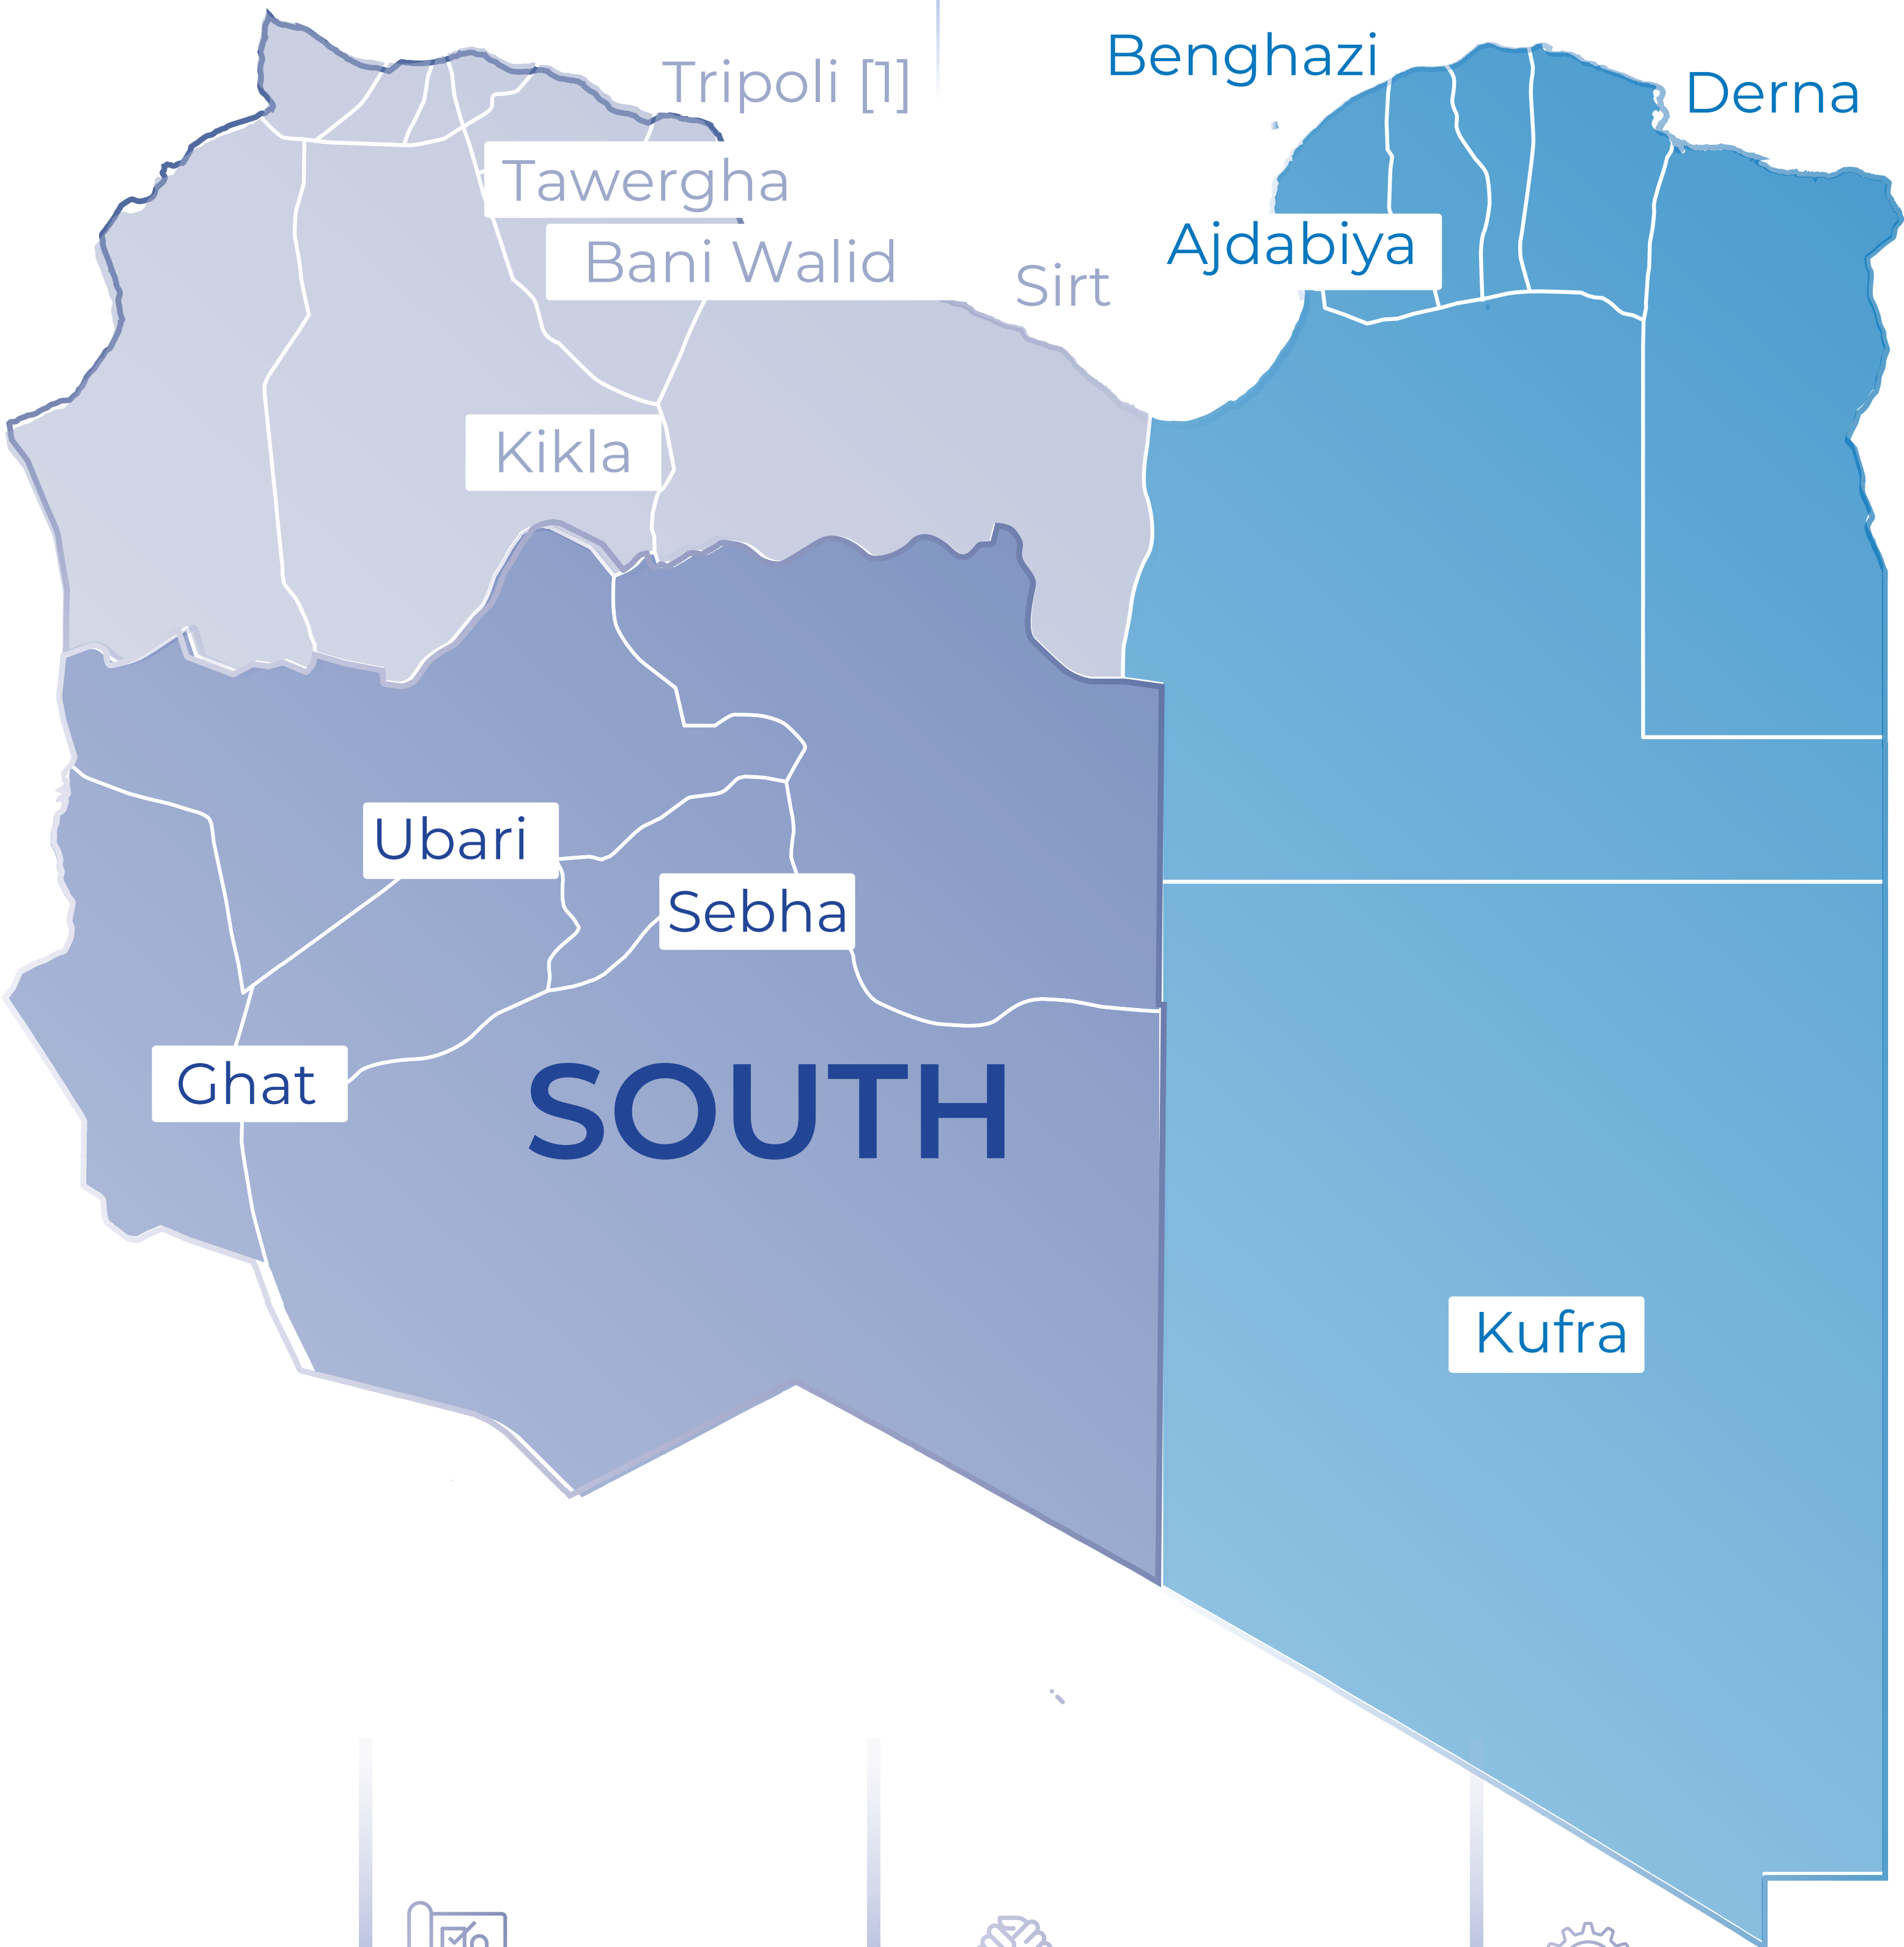 Benghazi
Tripoli [1]
Derna
Tawergha
Ajdabiya
Bani Walid
Sirt
Kikla
Ubari
Sebha
Ghat
SOUTH
Kufra